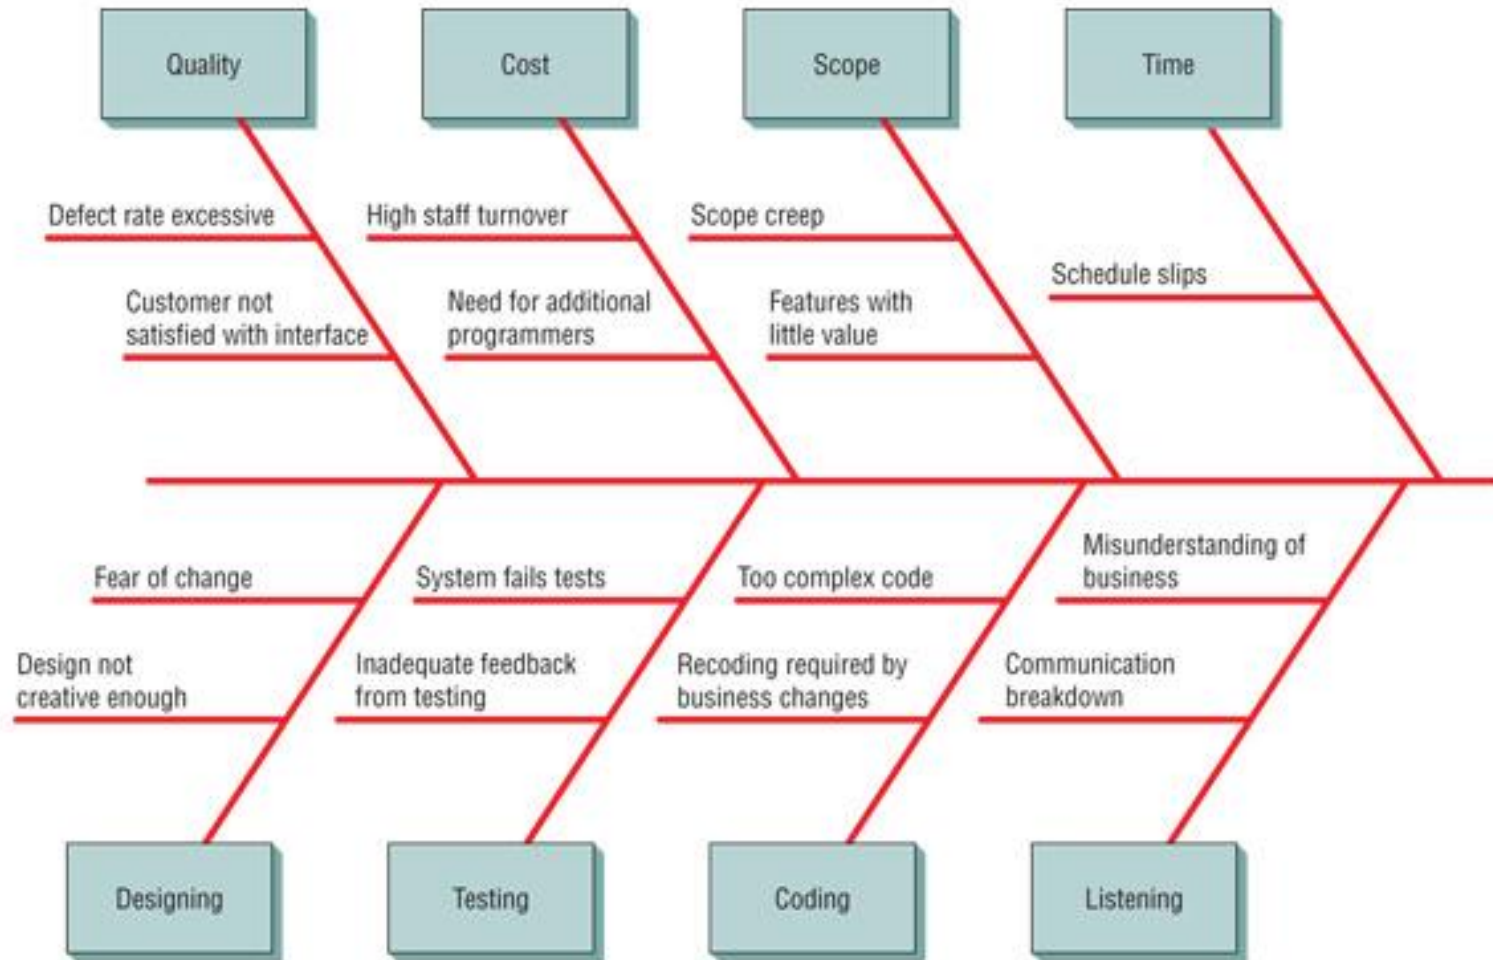 Quality
Cost
Scope
Time
Defect rate excessive
High staff turnover
Scope creep
Schedule slips
Customer not
satisfied with interface
Need for additional
programmers
Features with
little value
Fear of change
System fails tests
Too complex code
Misunderstanding of
business
Design not
creative enough
Inadequate feedback
from testing
Recoding required by
business changes
Communication
breakdown
Designing
Testing
Coding
Listening